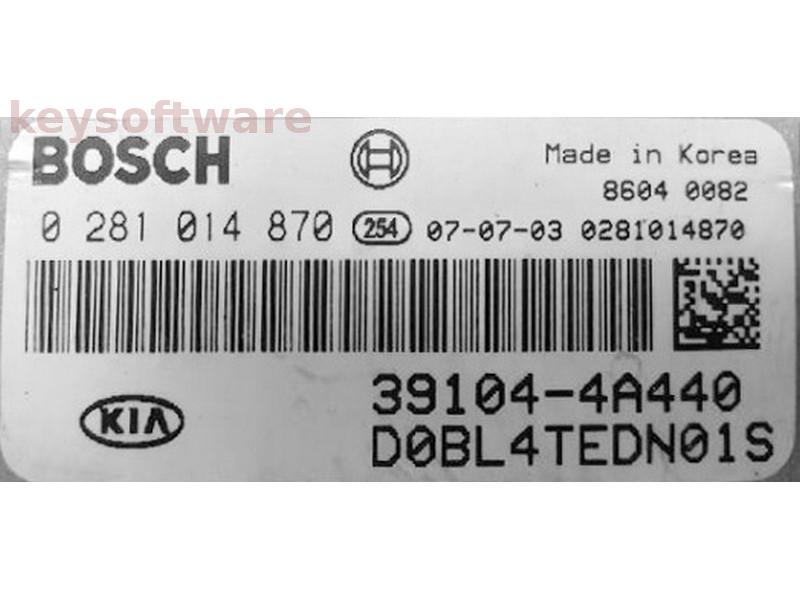 keysoftware
BOSCH
Made in Korea
8604 0082
0 281 014 870 254 07-07-03 0281014870
39104-4A440
KIA
D0BL4TEDN01S